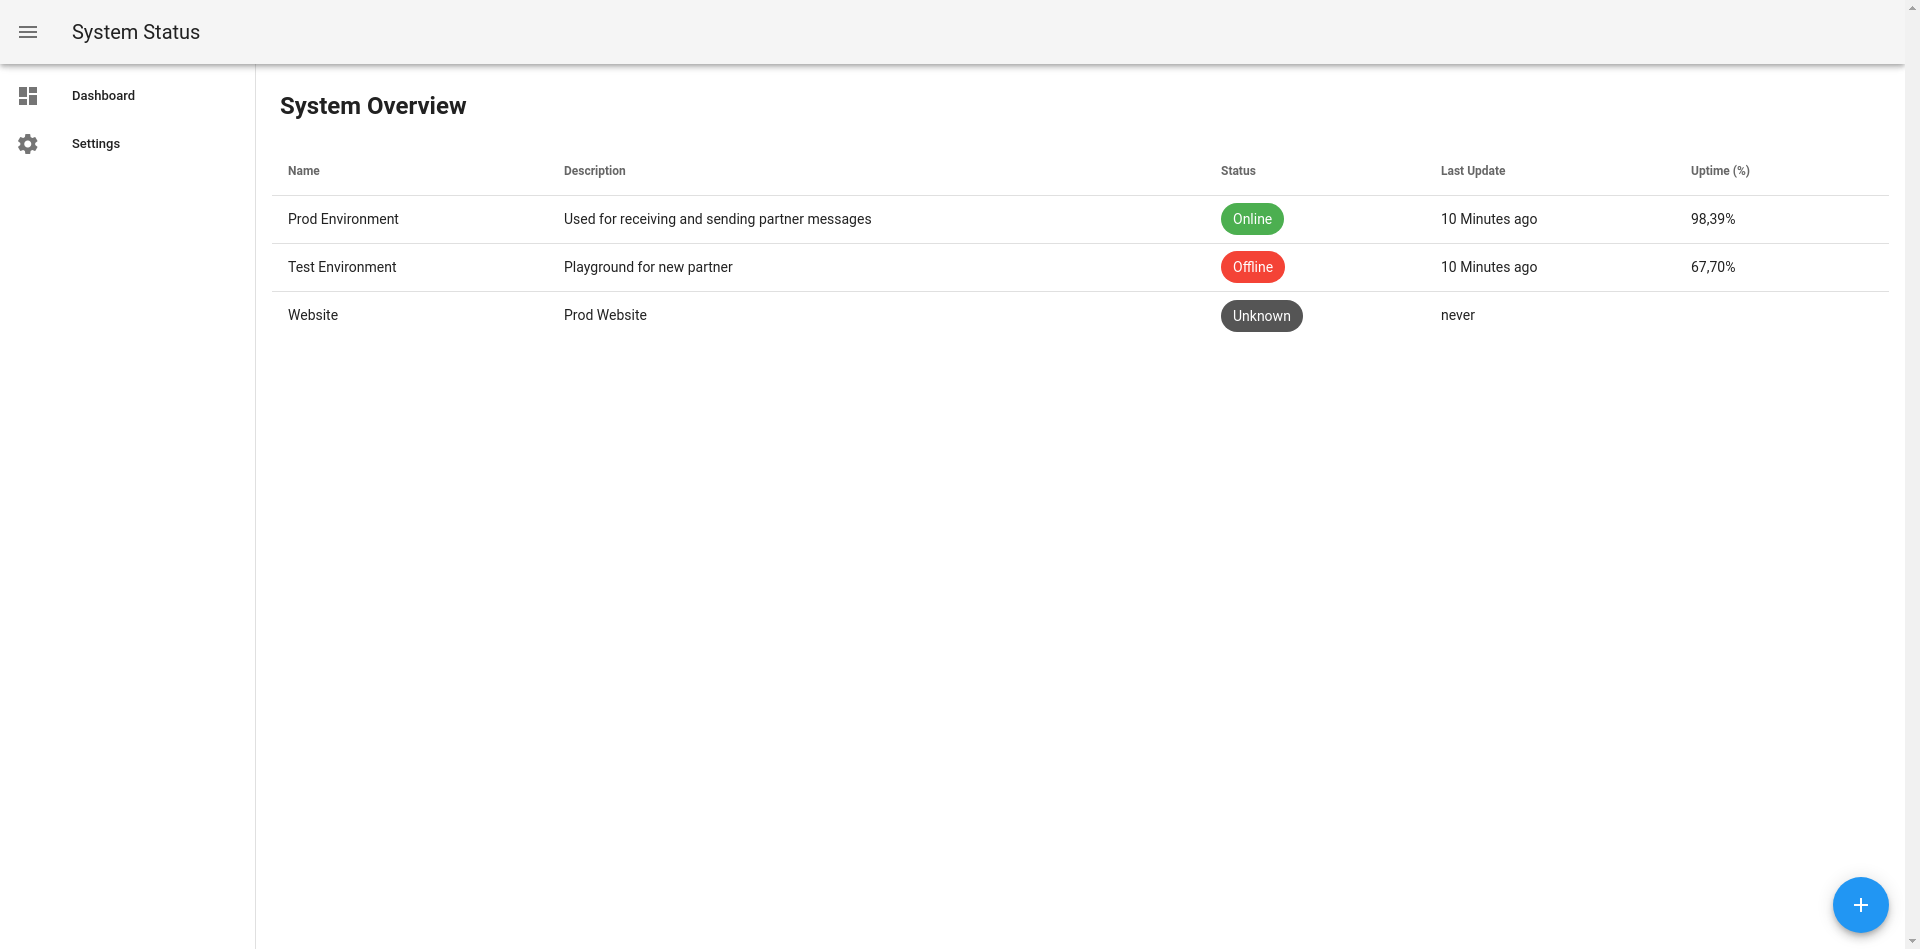 System Status
Dashboard
Settings
System Overview
Name Description Status Last Update Uptime (%)
Prod Environment Used for receiving and sending partner messages Online 10 Minutes ago 98,39%
Test Environment Playground for new partner Offline 10 Minutes ago 67,70%
Website Prod Website Unknown never